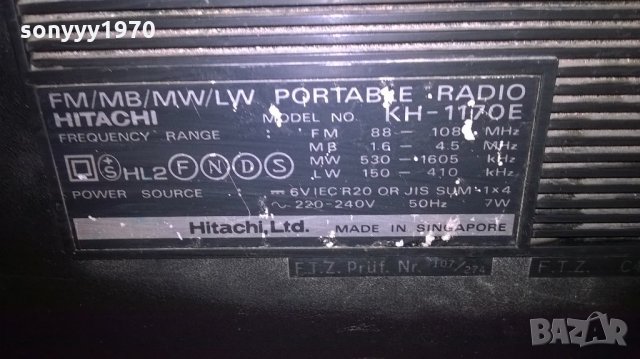 sonyyy1970
FM/MB/MW/LW PORTABLE RADIO
HITACHI MODEL NO. KH-1170E
FREQUENCY RANGE : FM 88 - 108 MHz
MB 1.6 - 4.5 MHz
MW 530 - 1605 kHz
LW 150 - 410 kHz
S HL2 F N D S
POWER SOURCE : 6V IEC R20 OR JIS SUM-1×4
~ 220-240V 50Hz 7W
Hitachi, Ltd. MADE IN SINGAPORE
F.T.Z. Prüf. Nr. 
F.T.Z.
BAZAR